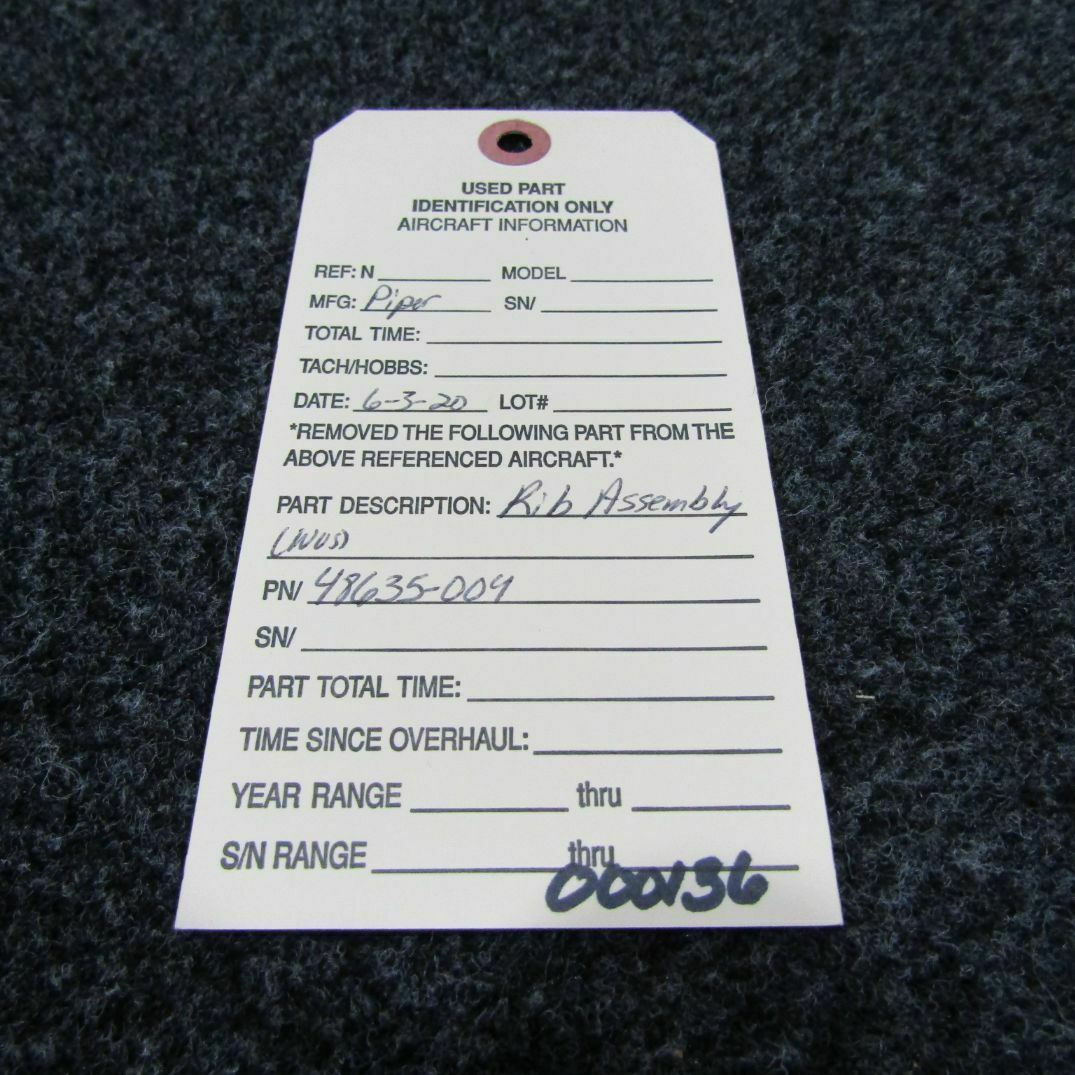 USED PART
IDENTIFICATION ONLY
AIRCRAFT INFORMATION
REF: N MODEL
MFG: Piper SN/
TOTAL TIME:
TACH/HOBBS:
DATE: 6-3-20 LOT#
*REMOVED THE FOLLOWING PART FROM THE
ABOVE REFERENCED AIRCRAFT.*
PART DESCRIPTION: Rib Assembly
PN/ 48635-004
SN/
PART TOTAL TIME:
TIME SINCE OVERHAUL:
YEAR RANGE thru
S/N RANGE thru
000136